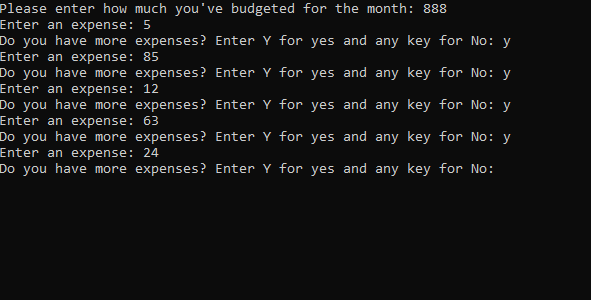 Please enter how much you've budgeted for the month: 888
Enter an expense: 5
Do you have more expenses? Enter Y for yes and any key for No: y
Enter an expense: 85
Do you have more expenses? Enter Y for yes and any key for No: y
Enter an expense: 12
Do you have more expenses? Enter Y for yes and any key for No: y
Enter an expense: 63
Do you have more expenses? Enter Y for yes and any key for No: y
Enter an expense: 24
Do you have more expenses? Enter Y for yes and any key for No: